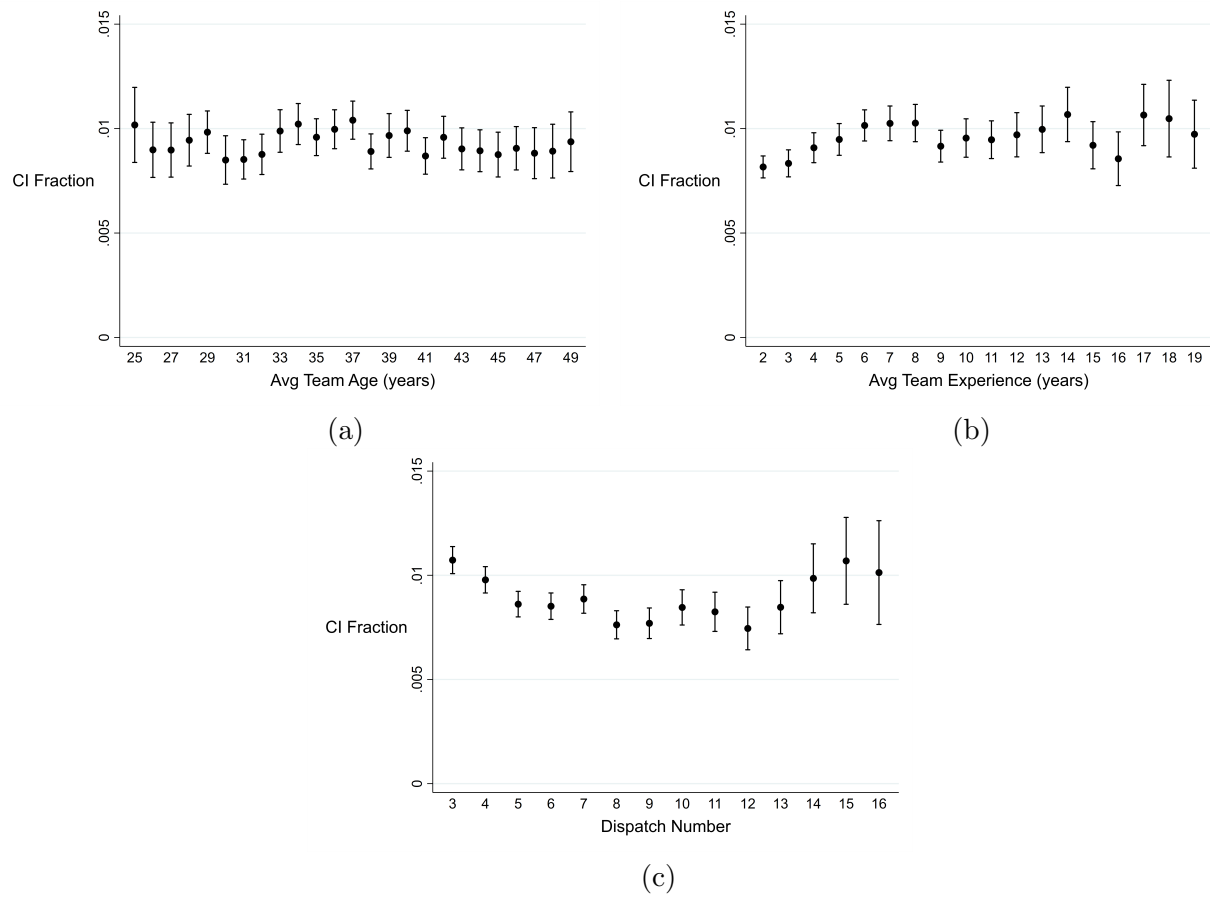 .015
.01
CI Fraction
.005
0
25 27 29 31 33 35 37 39 41 43 45 47 49
Avg Team Age (years)
(a)
.015
.01
CI Fraction
.005
0
2 3 4 5 6 7 8 9 10 11 12 13 14 15 16 17 18 19
Avg Team Experience (years)
(b)
.015
.01
CI Fraction
.005
0
3 4 5 6 7 8 9 10 11 12 13 14 15 16
Dispatch Number
(c)